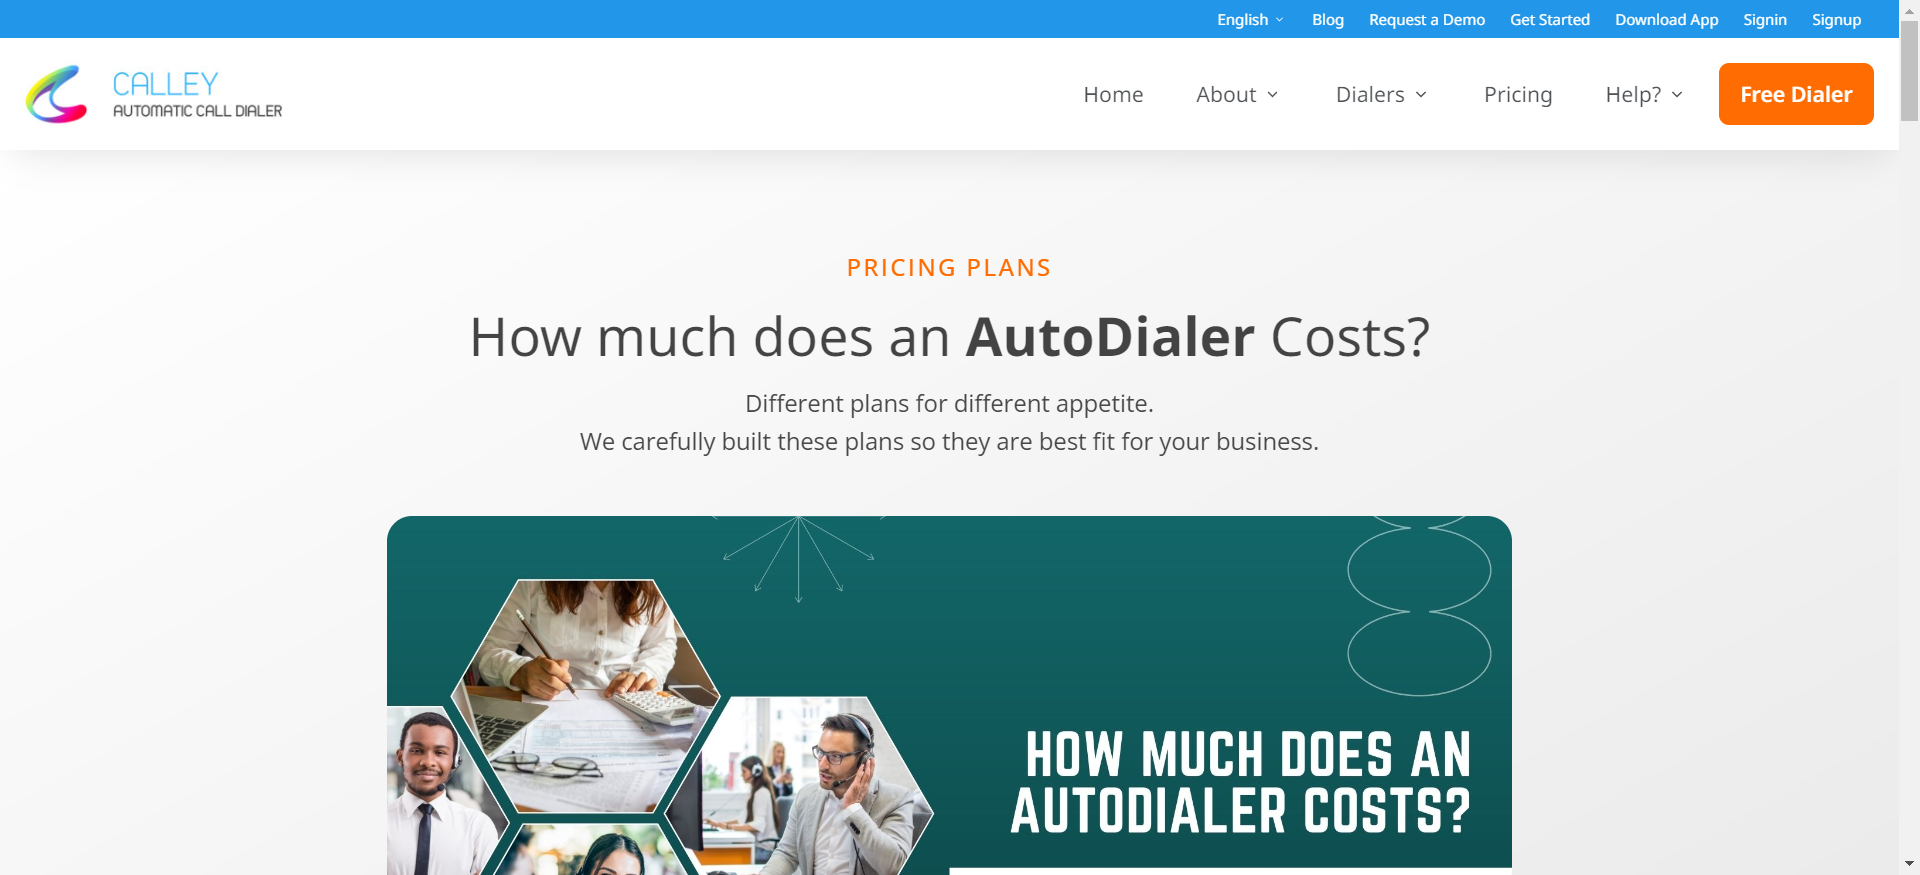 English
Blog
Request a Demo
Get Started
Download App
Signin
Signup
CALLEY
AUTOMATIC CALL DIALER
Home
About
Dialers
Pricing
Help?
Free Dialer
PRICING PLANS
How much does an AutoDialer Costs?
Different plans for different appetite.
We carefully built these plans so they are best fit for your business.
HOW MUCH DOES AN
AUTODIALER COSTS?